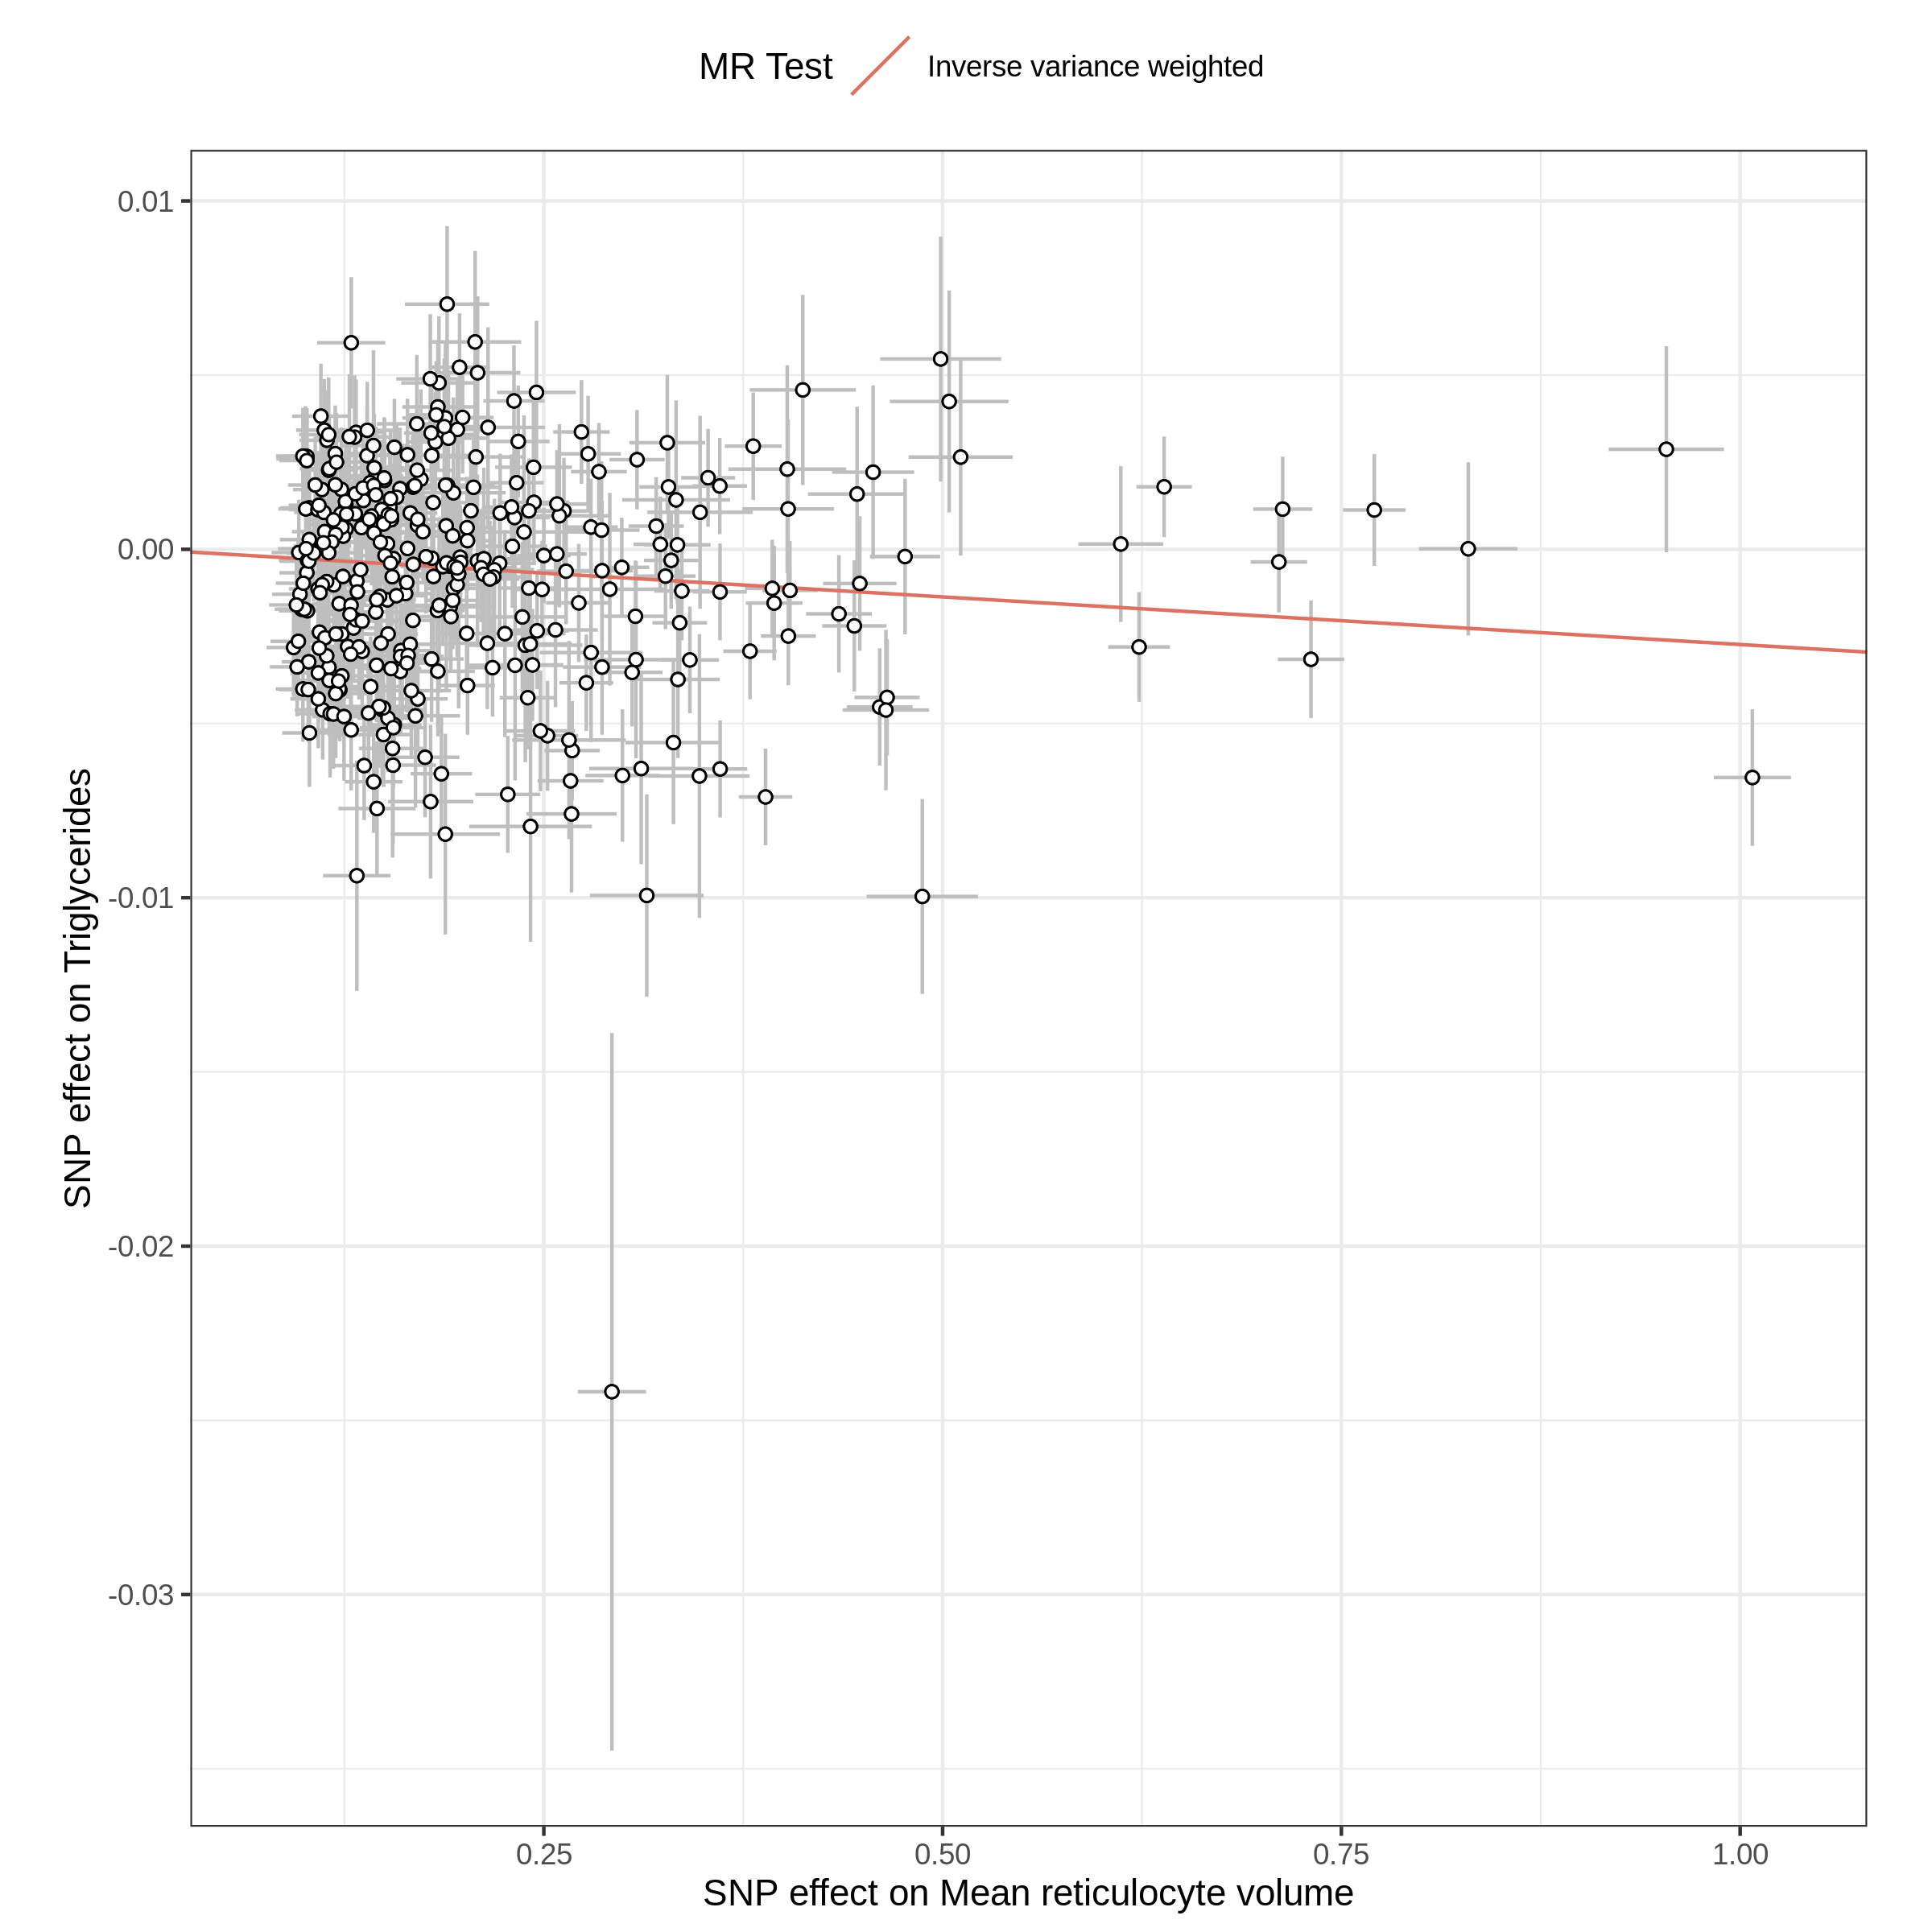 MR Test
Inverse variance weighted
0.01
0.00
-0.01
-0.02
-0.03
SNP effect on Triglycerides
0.25
0.50
0.75
1.00
SNP effect on Mean reticulocyte volume